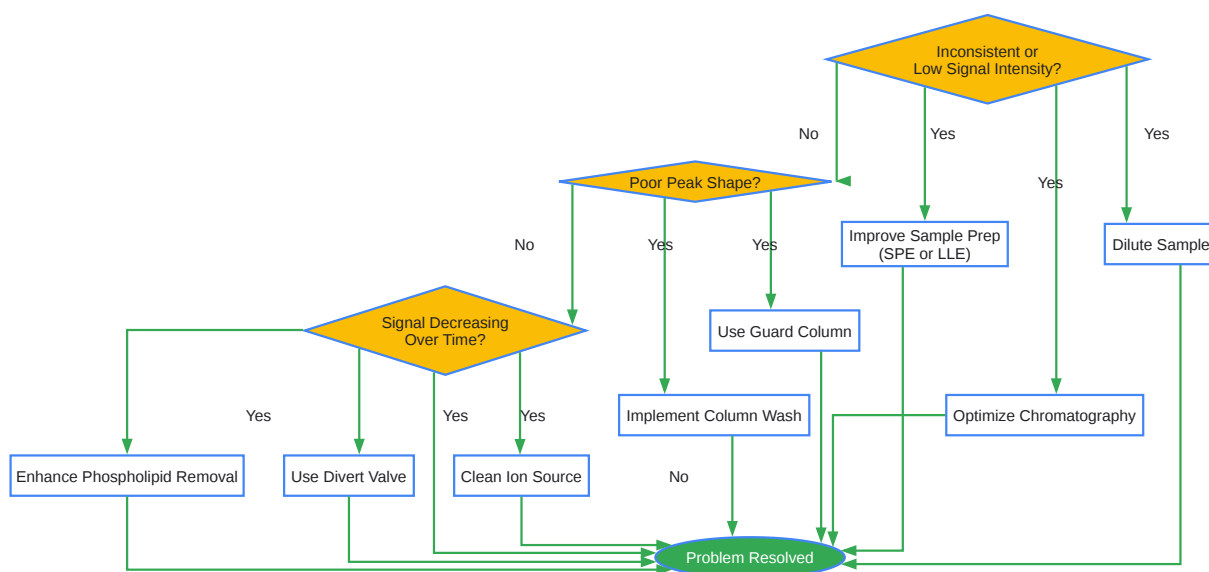 Inconsistent or
Low Signal Intensity?
No
Yes
Yes
Poor Peak Shape?
Yes
Improve Sample Prep
(SPE or LLE)
Dilute Sample
No
Yes
Yes
Signal Decreasing
Over Time?
Use Guard Column
Yes
Yes
Yes
Implement Column Wash
Optimize Chromatography
Enhance Phospholipid Removal
Use Divert Valve
Clean Ion Source
No
Problem Resolved